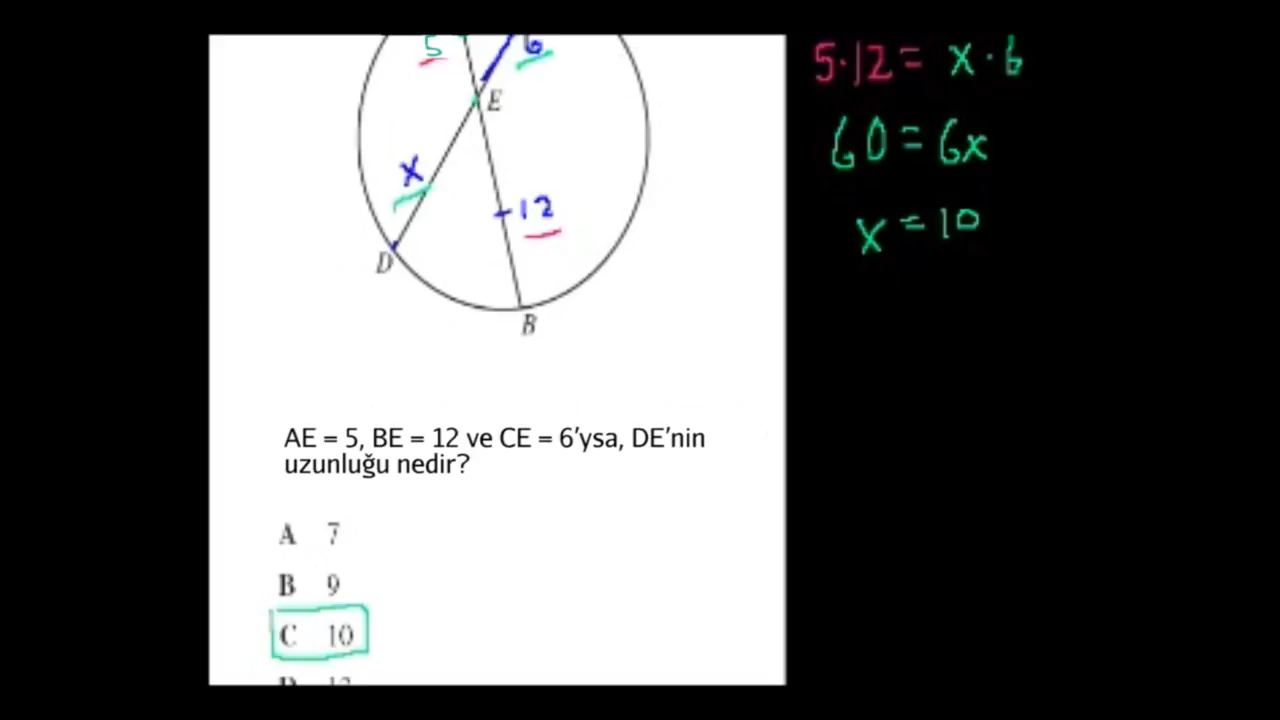 5
6
5·12 = x·6
E
60 = 6x
x
12
x = 10
D
B
AE = 5, BE = 12 ve CE = 6'ysa, DE'nin
uzunluğu nedir?
A 7
B 9
C 10